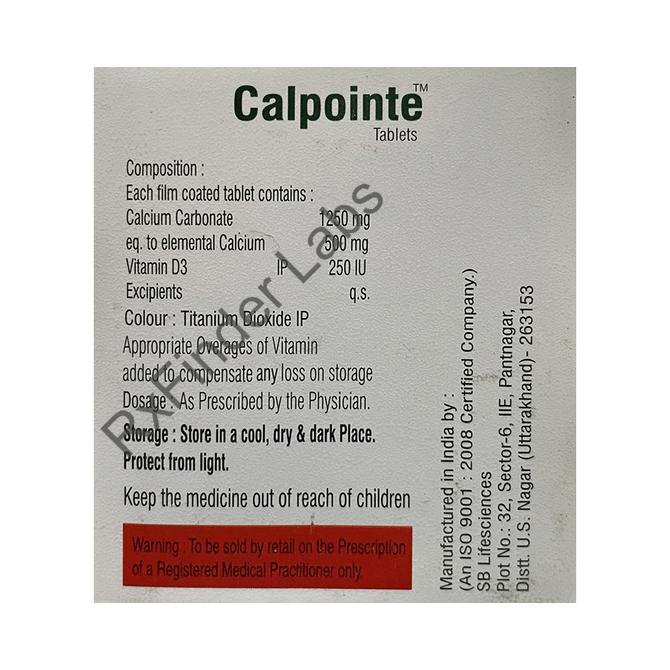 Calpointe™
Tablets
Composition :
Each film coated tablet contains :
Calcium Carbonate 1250 mg
eq. to elemental Calcium 500 mg
Vitamin D3 IP 250 IU
Excipients q.s.
Colour : Titanium Dioxide IP
Appropriate Overages of Vitamin
added to compensate any loss on storage
Dosage : As Prescribed by the Physician.
Storage : Store in a cool, dry & dark Place.
Protect from light.
Keep the medicine out of reach of children
Warning : To be sold by retail on the Prescription
of a Registered Medical Practitioner only.
Manufactured in India by :
(An ISO 9001 : 2008 Certified Company.)
SB Lifesciences
Plot No.: 32, Sector-6, IIE, Pantnagar,
Distt. U.S. Nagar (Uttarakhand)- 263153
RxFinder Labs